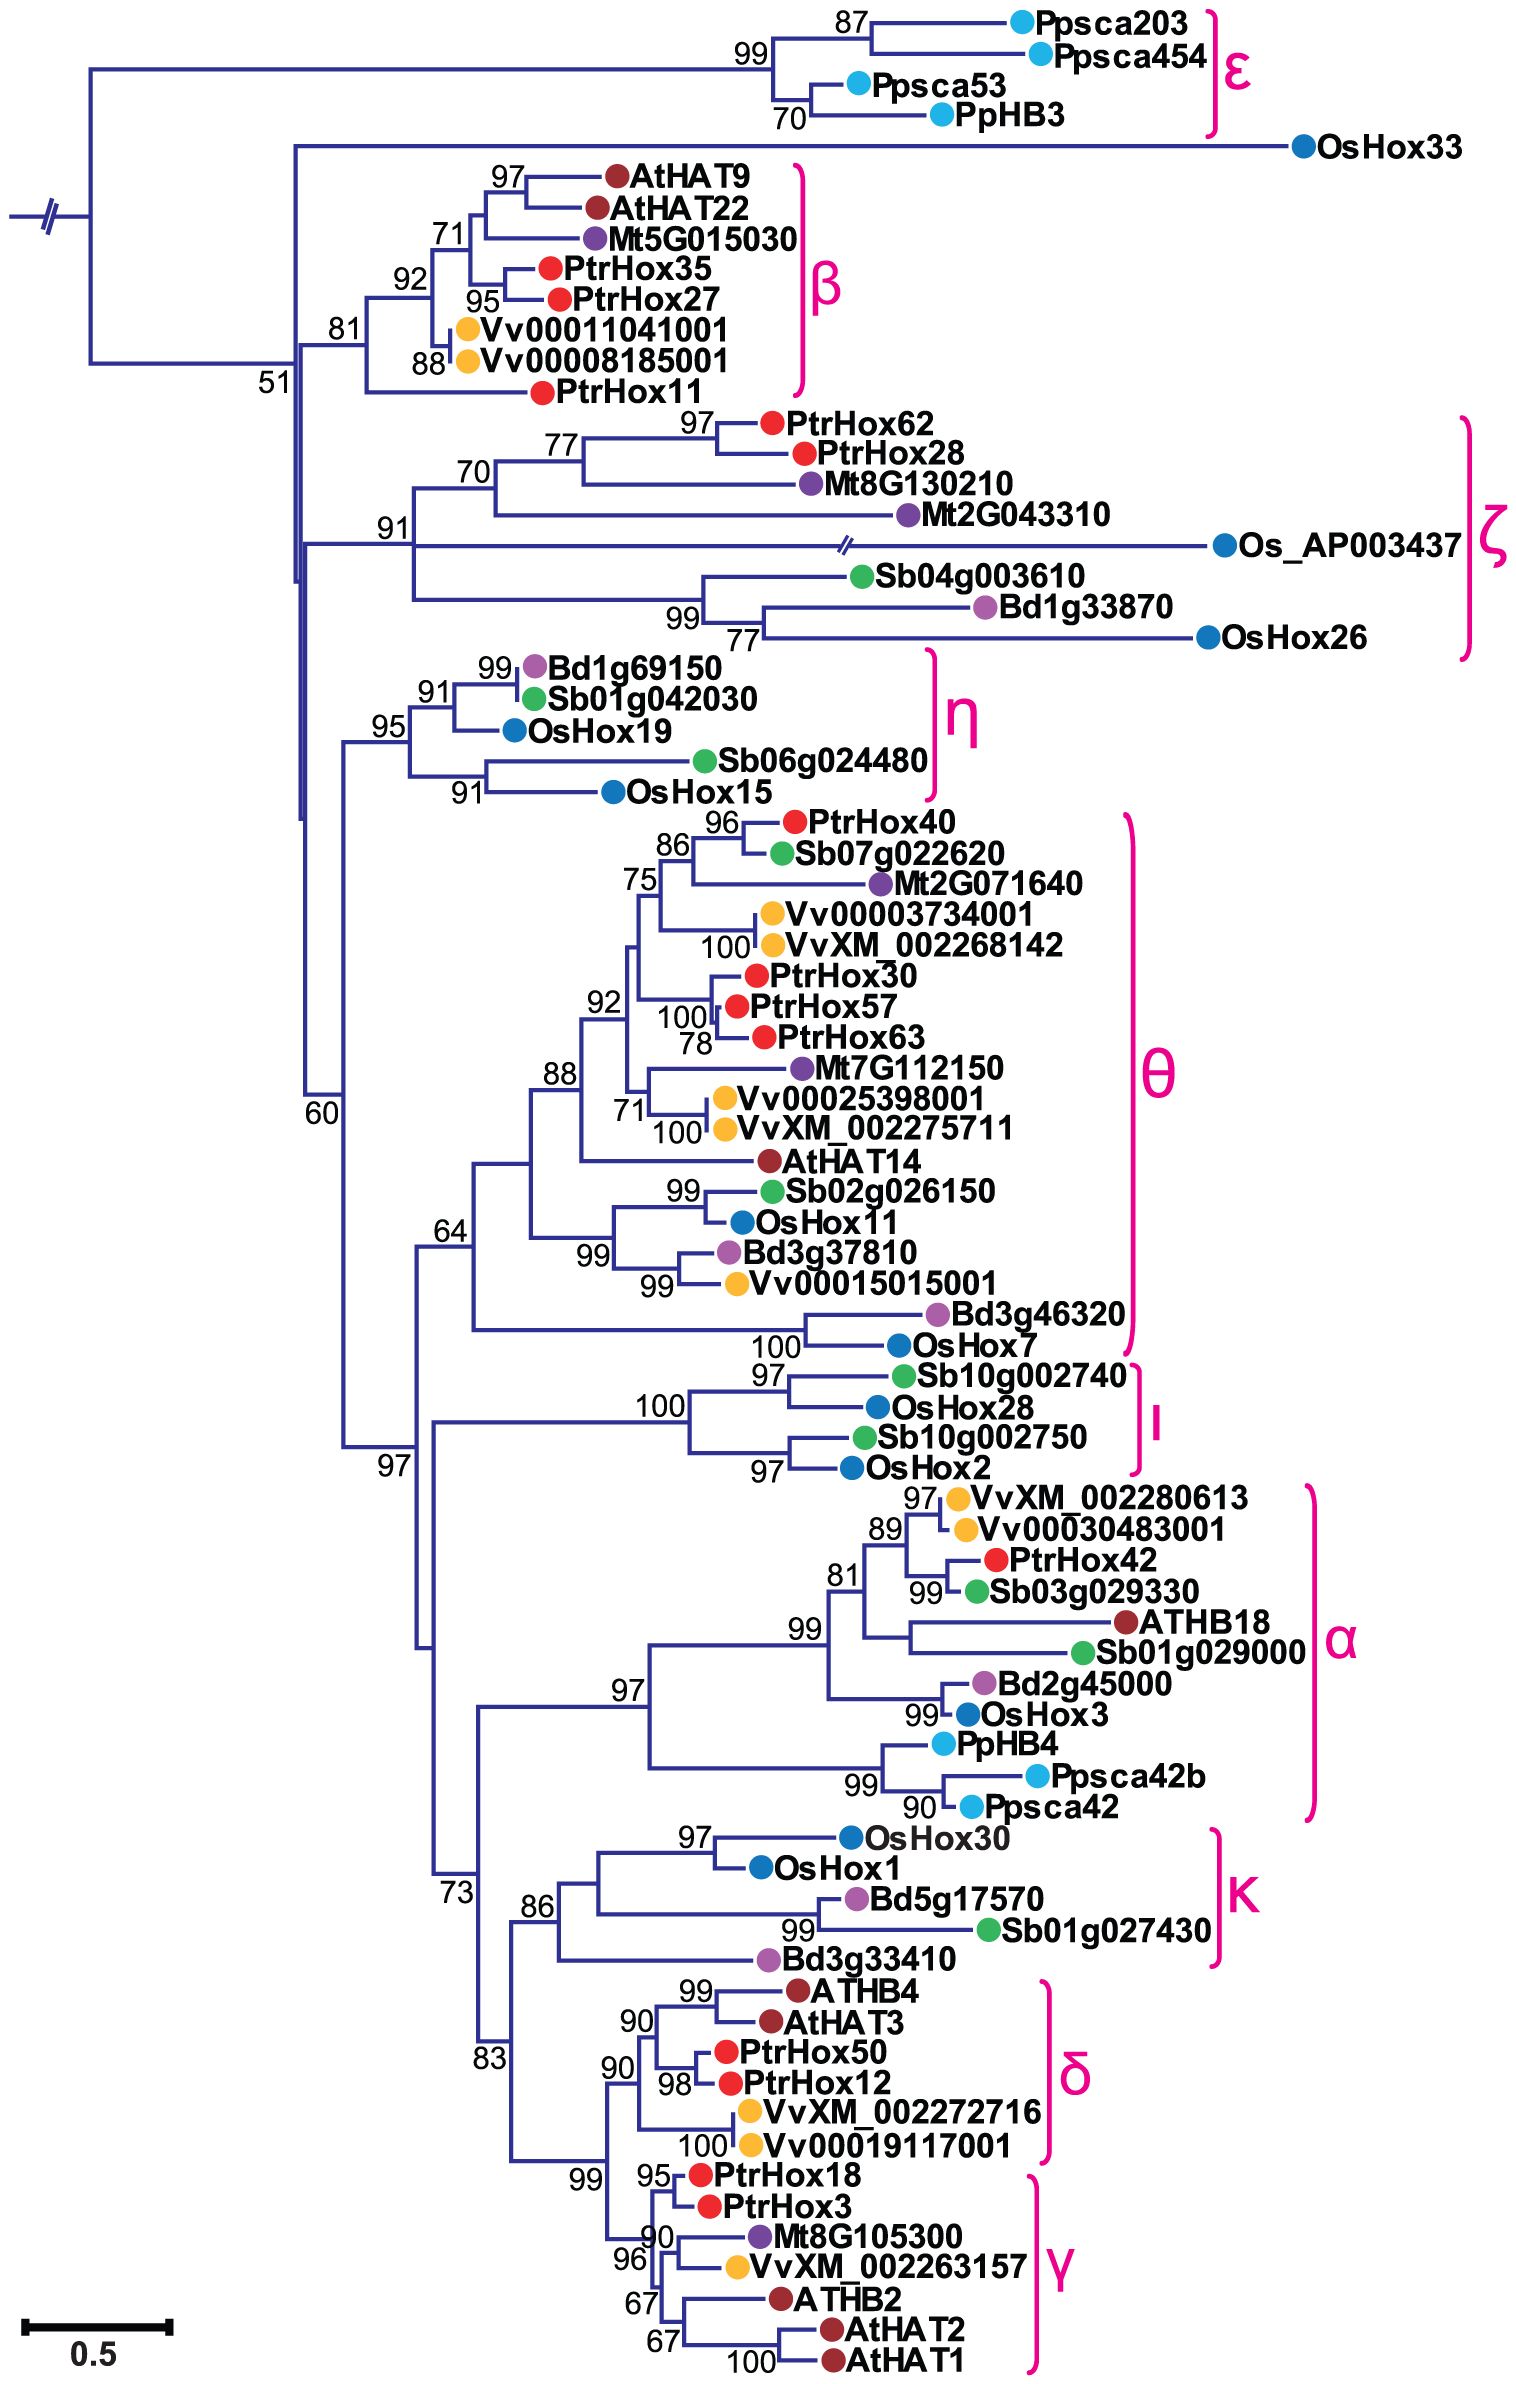 87
Ppsca203
99
Ppsca454
ε
Ppsca53
70
PpHB3
OsHox33
97
AtHAT9
AtHAT22
71
Mt5G015030
92
PtrHox35
β
95
PtrHox27
81
Vv00011041001
88
Vv00008185001
51
PtrHox11
97
PtrHox62
77
PtrHox28
70
Mt8G130210
Mt2G043310
91
Os_AP003437
ζ
Sb04g003610
99
Bd1g33870
77
OsHox26
99
Bd1g69150
91
Sb01g042030
η
95
OsHox19
Sb06g024480
91
OsHox15
96
PtrHox40
86
Sb07g022620
75
Mt2G071640
Vv00003734001
100
VvXM_002268142
PtrHox30
92
100
PtrHox57
78
PtrHox63
88
Mt7G112150
θ
71
Vv00025398001
60
100
VvXM_002275711
AtHAT14
99
Sb02g026150
OsHox11
64
99
Bd3g37810
99
Vv00015015001
Bd3g46320
100
OsHox7
97
Sb10g002740
100
OsHox28
ι
Sb10g002750
97
97
OsHox2
97
VvXM_002280613
89
Vv00030483001
81
PtrHox42
99
Sb03g029330
99
ATHB18
α
Sb01g029000
97
Bd2g45000
99
OsHox3
PpHB4
99
Ppsca42b
90
Ppsca42
97
OsHox30
OsHox1
73
86
Bd5g17570
κ
99
Sb01g027430
Bd3g33410
99
ATHB4
90
AtHAT3
83
90
PtrHox50
δ
98
PtrHox12
VvXM_002272716
100
Vv00019117001
99
95
PtrHox18
PtrHox3
90
Mt8G105300
96
VvXM_002263157
γ
67
ATHB2
67
AtHAT2
100
AtHAT1
0.5